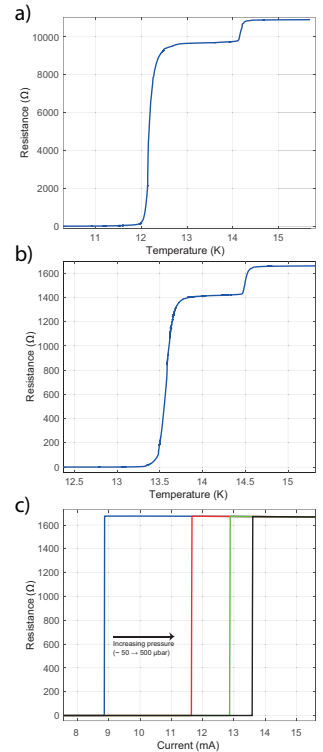 a)
10000
8000
6000
4000
2000
0
Resistance (Ω)
11 12 13 14 15
Temperature (K)
b)
1600
1400
1200
1000
800
600
400
200
0
Resistance (Ω)
12.5 13 13.5 14 14.5 15
Temperature (K)
c)
1600
1400
1200
1000
800
600
400
200
0
Resistance (Ω)
Increasing pressure
(~ 50 → 500 μbar)
8 9 10 11 12 13 14 15
Current (mA)